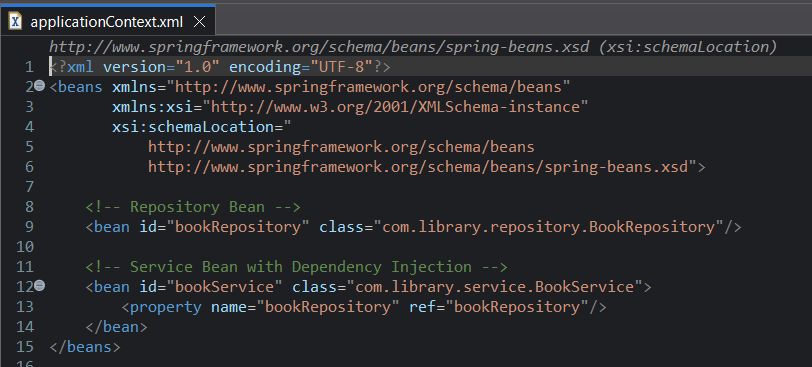 applicationContext.xml
http://www.springframework.org/schema/beans/spring-beans.xsd (xsi:schemaLocation)
1 <?xml version="1.0" encoding="UTF-8"?>
2 <beans xmlns="http://www.springframework.org/schema/beans"
3 xmlns:xsi="http://www.w3.org/2001/XMLSchema-instance"
4 xsi:schemaLocation="
5 http://www.springframework.org/schema/beans
6 http://www.springframework.org/schema/beans/spring-beans.xsd">
7
8 <!-- Repository Bean -->
9 <bean id="bookRepository" class="com.library.repository.BookRepository"/>
10
11 <!-- Service Bean with Dependency Injection -->
12 <bean id="bookService" class="com.library.service.BookService">
13 <property name="bookRepository" ref="bookRepository"/>
14 </bean>
15 </beans>
16